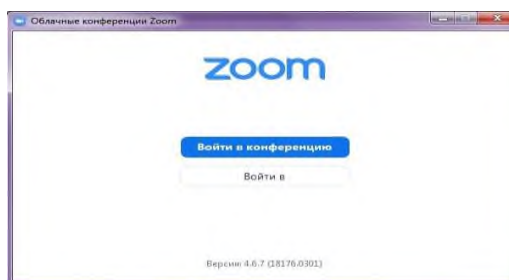 Облачные конференции Zoom
zoom
Войти в конференцию
Войти в
Версия: 4.6.7 (18176.0301)